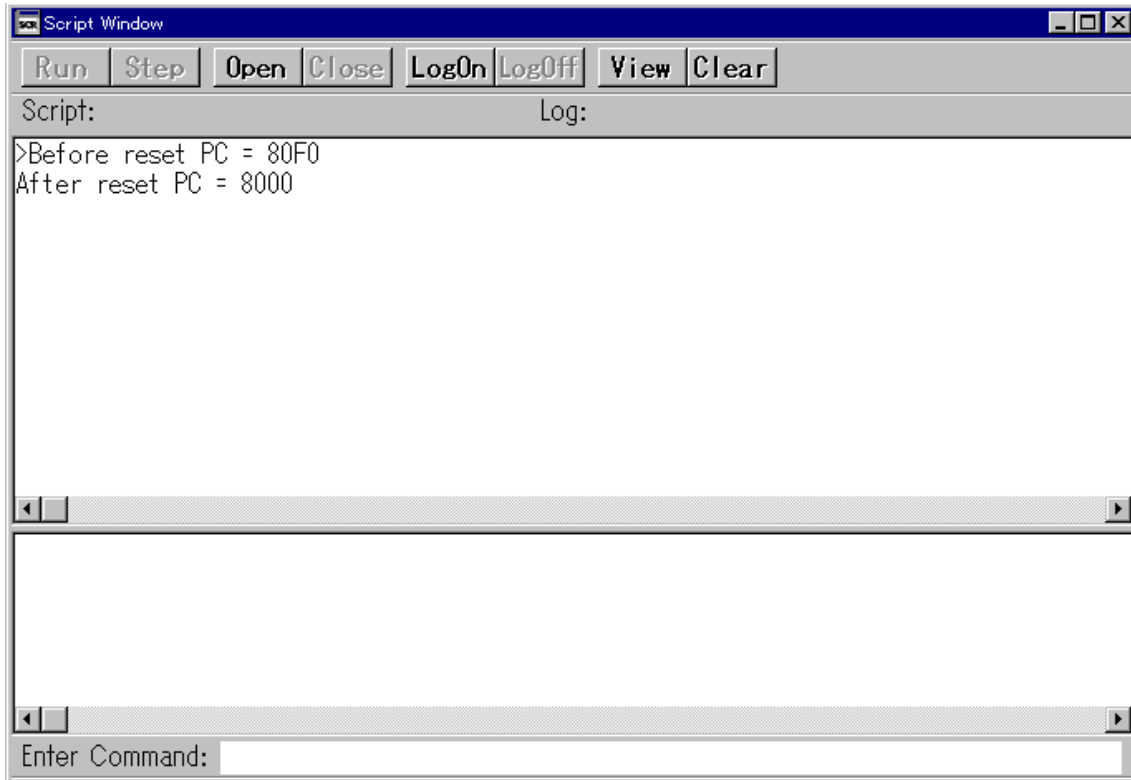 SCR Script Window
Run Step Open Close LogOn LogOff View Clear
Script: Log:
>Before reset PC = 80F0
After reset PC = 8000
Enter Command: